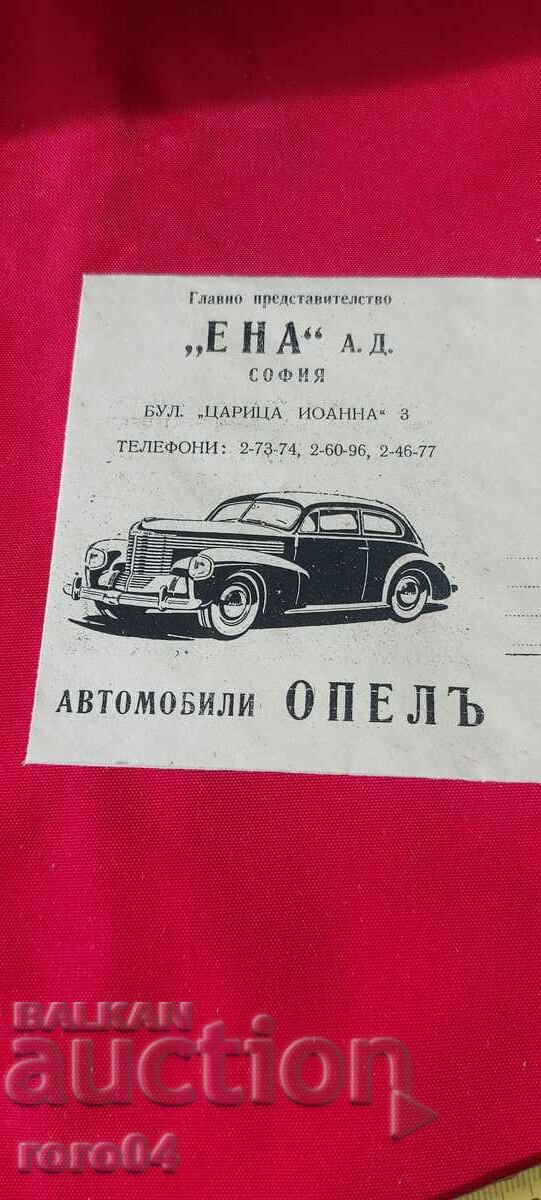 Главно представителство
„ЕНА“ А. Д.
СОФИЯ
БУЛ. „ЦАРИЦА ИОАННА“ 3
ТЕЛЕФОНИ: 2-73-74, 2-60-96, 2-46-77
АВТОМОБИЛИ ОПЕЛЪ
BALKAN
auction
roro04